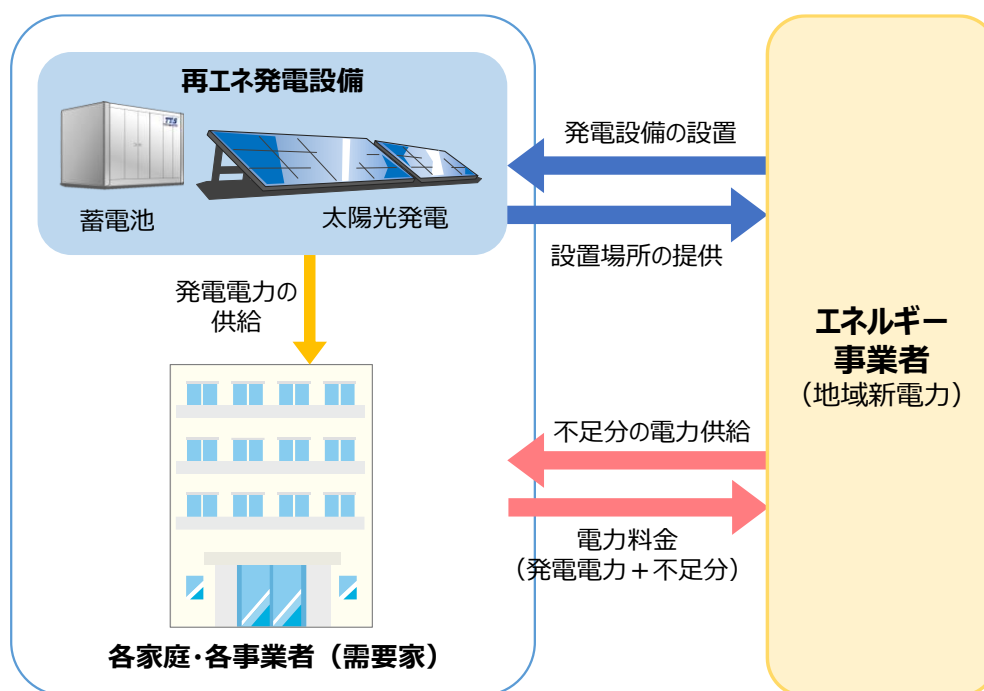 再エネ発電設備
蓄電池
太陽光発電
発電設備の設置
設置場所の提供
発電電力の
供給
エネルギー
事業者
（地域新電力）
不足分の電力供給
電力料金
（発電電力＋不足分）
各家庭・各事業者（需要家）